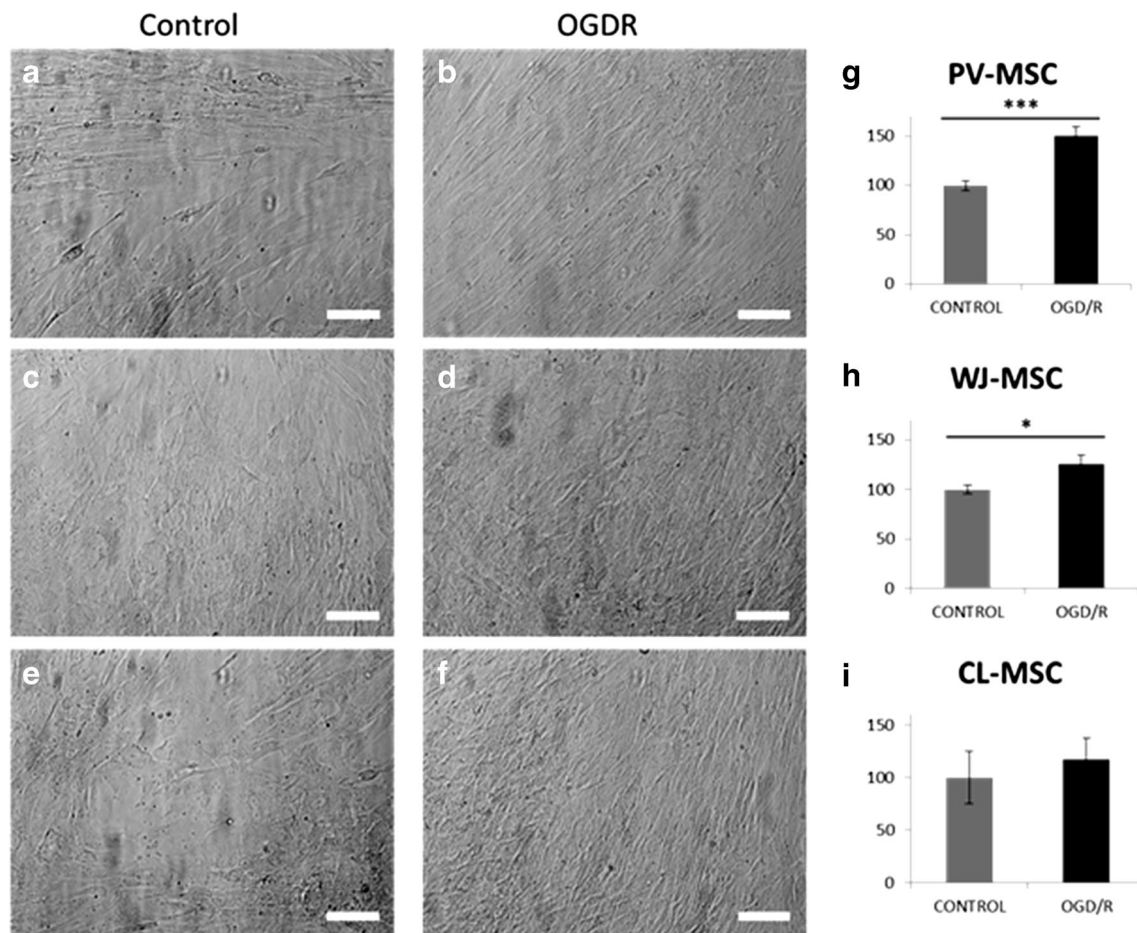 Control
OGDR
a
b
g
PV-MSC
***
150
100
50
0
CONTROL
OGD/R
c
d
h
WJ-MSC
*
150
100
50
0
CONTROL
OGD/R
e
f
i
CL-MSC
150
100
50
0
CONTROL
OGD/R